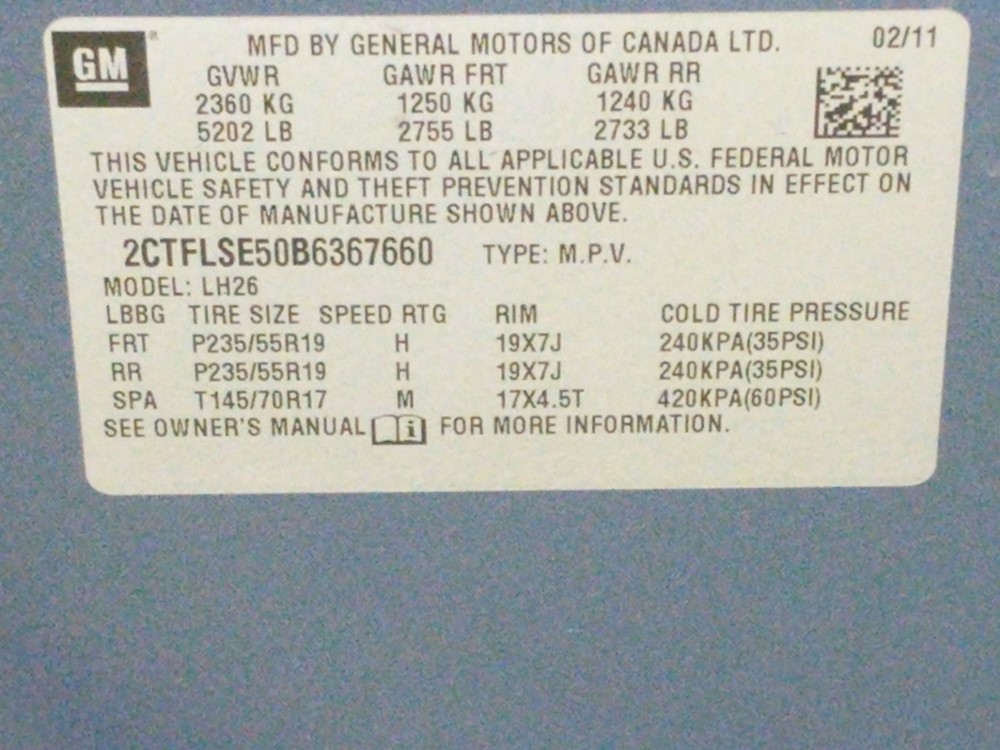 GM
MFD BY GENERAL MOTORS OF CANADA LTD. 02/11
GVWR GAWR FRT GAWR RR
2360 KG 1250 KG 1240 KG
5202 LB 2755 LB 2733 LB
THIS VEHICLE CONFORMS TO ALL APPLICABLE U.S. FEDERAL MOTOR
VEHICLE SAFETY AND THEFT PREVENTION STANDARDS IN EFFECT ON
THE DATE OF MANUFACTURE SHOWN ABOVE.
2CTFLSE50B6367660 TYPE: M.P.V.
MODEL: LH26
LBBG TIRE SIZE SPEED RTG RIM COLD TIRE PRESSURE
FRT P235/55R19 H 19X7J 240KPA(35PSI)
RR P235/55R19 H 19X7J 240KPA(35PSI)
SPA T145/70R17 M 17X4.5T 420KPA(60PSI)
SEE OWNER'S MANUAL i FOR MORE INFORMATION.